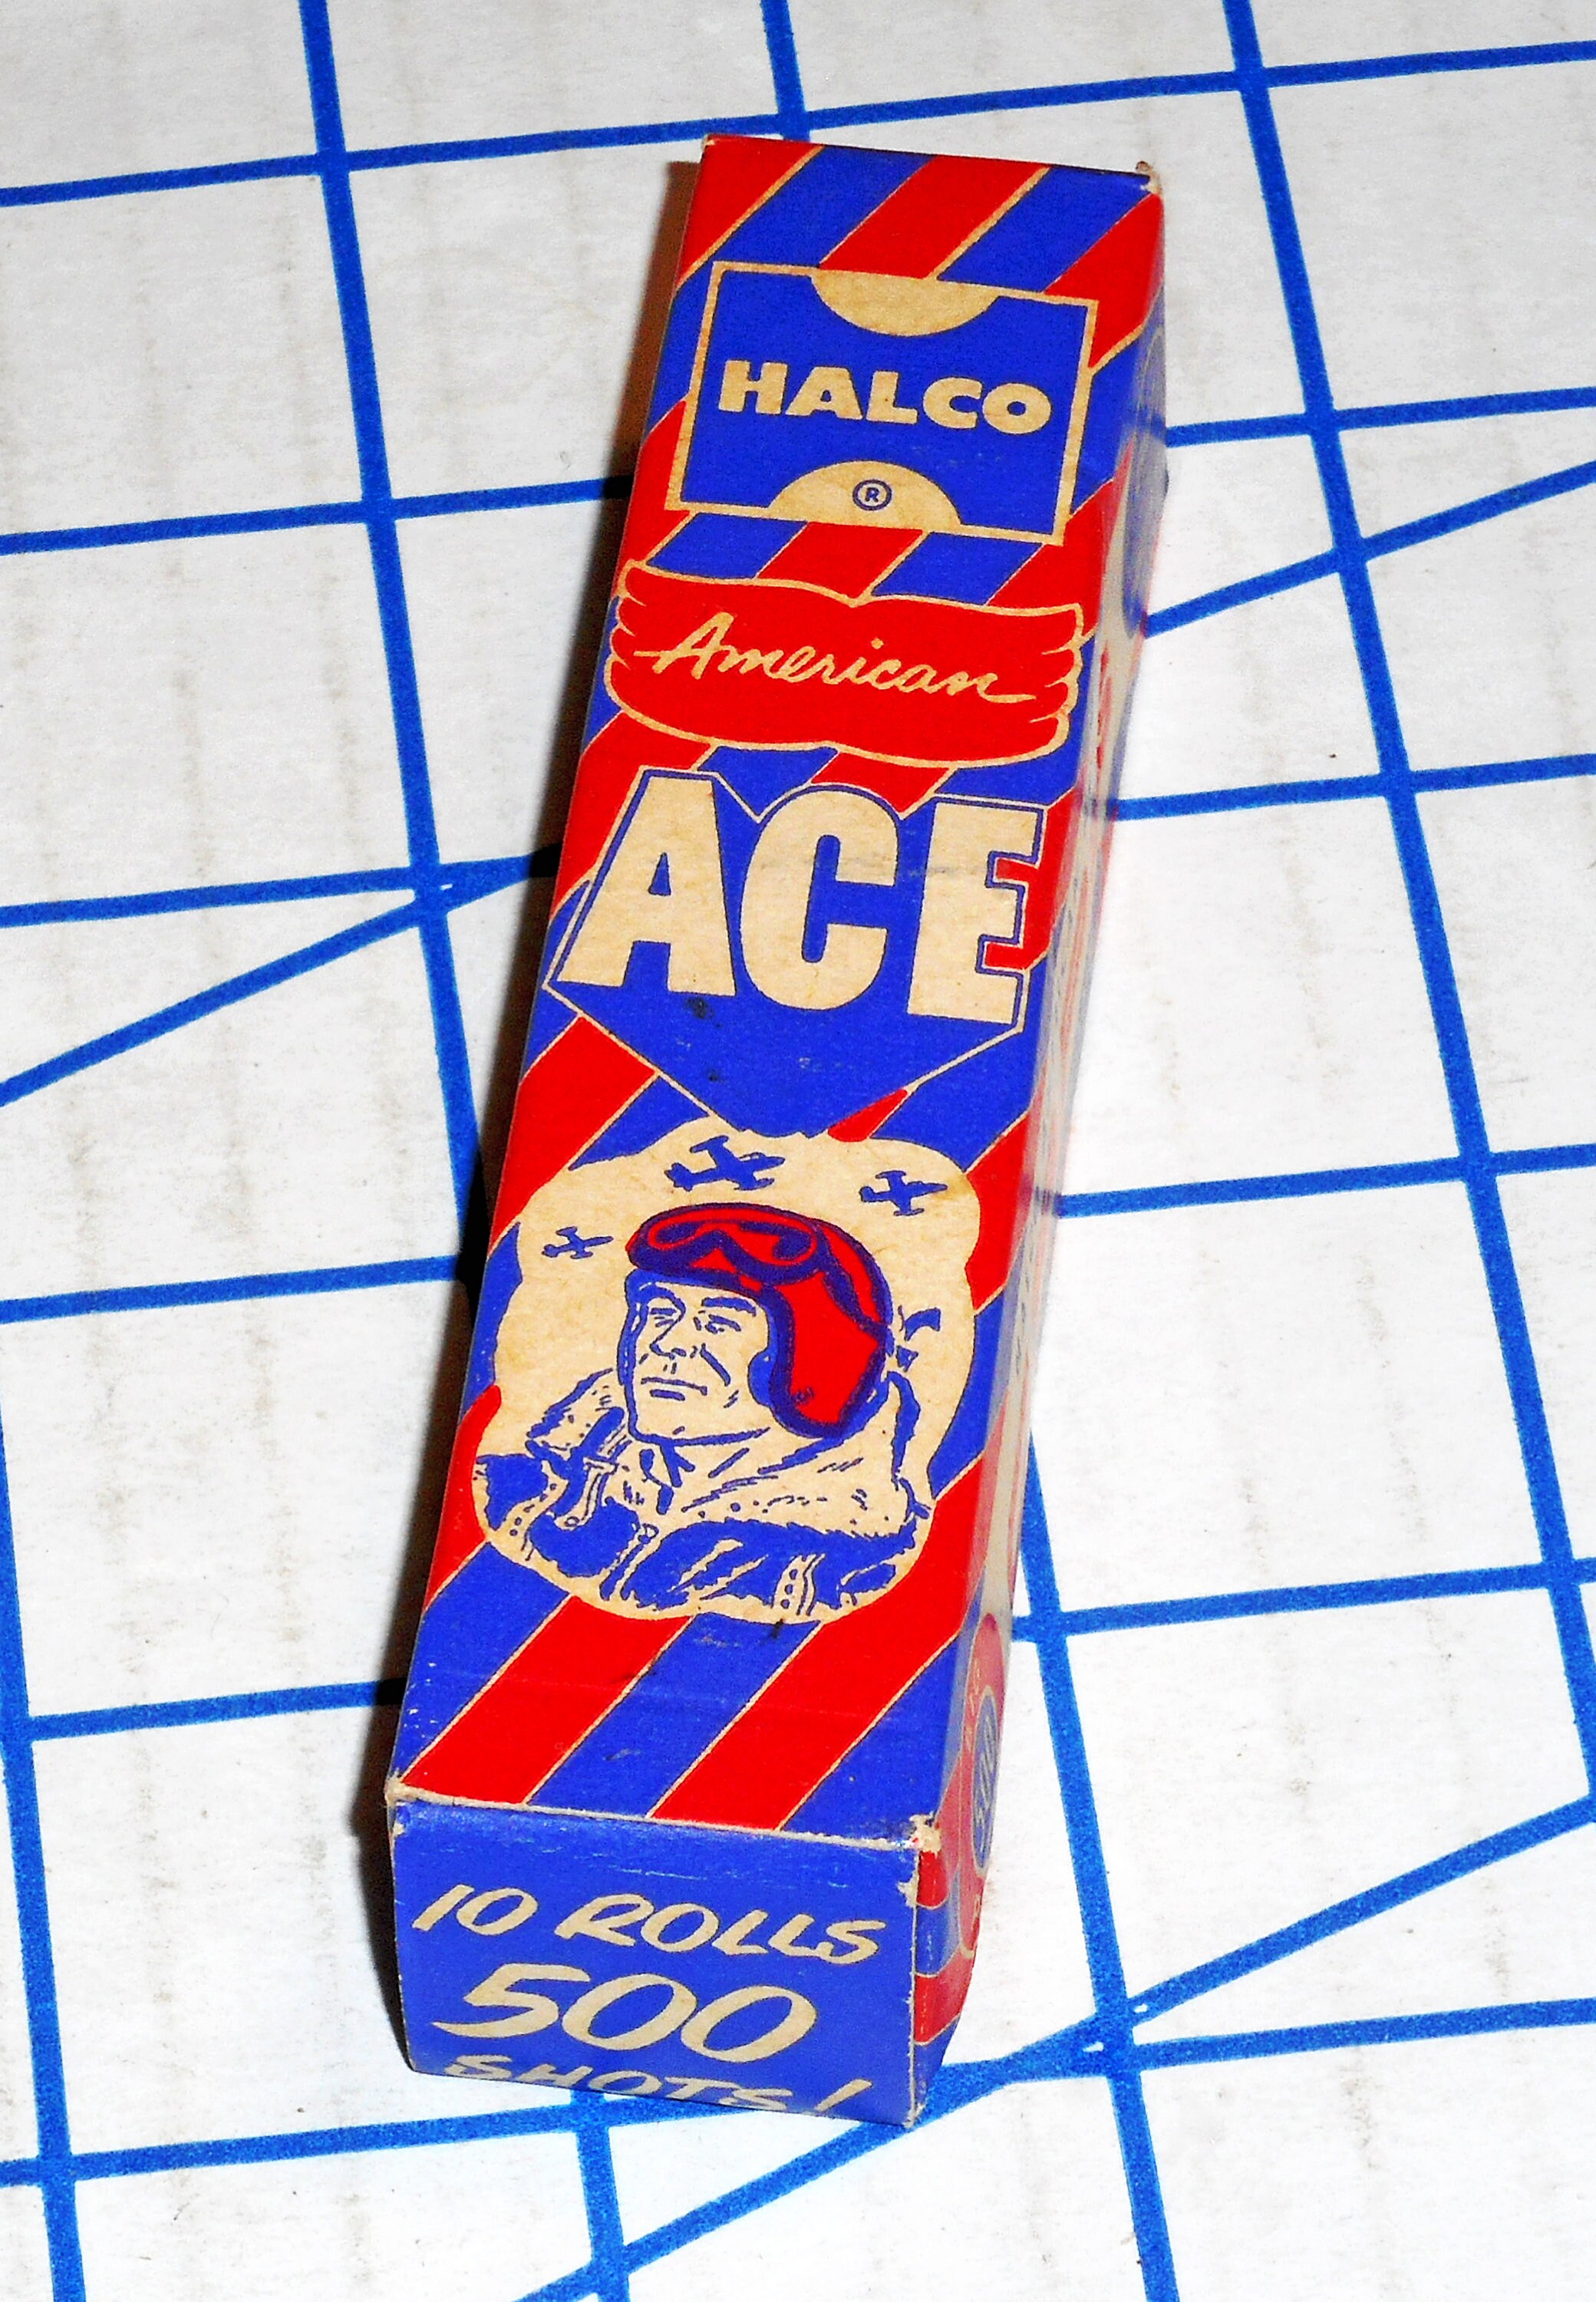 HALCO
®
American
ACE
10 ROLLS
500
SHOTS!